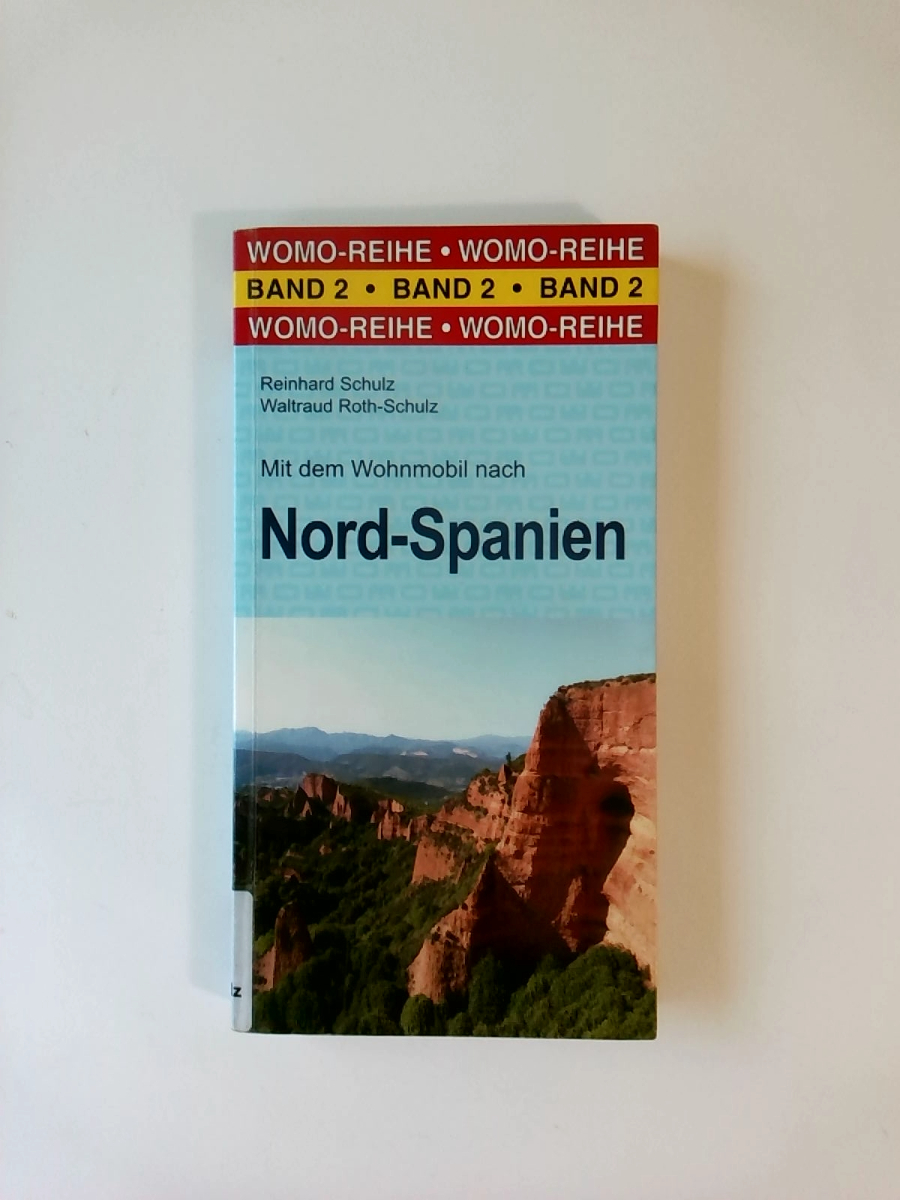 WOMO-REIHE • WOMO-REIHE
BAND 2 • BAND 2 • BAND 2
WOMO-REIHE • WOMO-REIHE
Reinhard Schulz
Waltraud Roth-Schulz
Mit dem Wohnmobil nach
Nord-Spanien